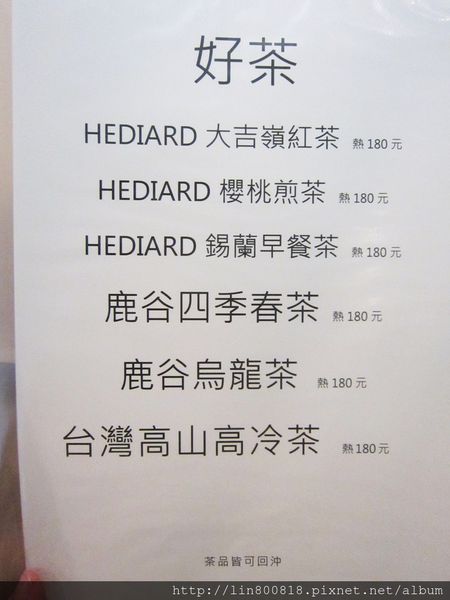 好茶
HEDIARD 大吉嶺紅茶 熱 180 元
HEDIARD 櫻桃煎茶 熱 180 元
HEDIARD 錫蘭早餐茶 熱 180 元
鹿谷四季春茶 熱 180 元
鹿谷烏龍茶 熱 180 元
台灣高山高冷茶 熱 180 元
茶品皆可回沖
http://lin800818.pixnet.net/album